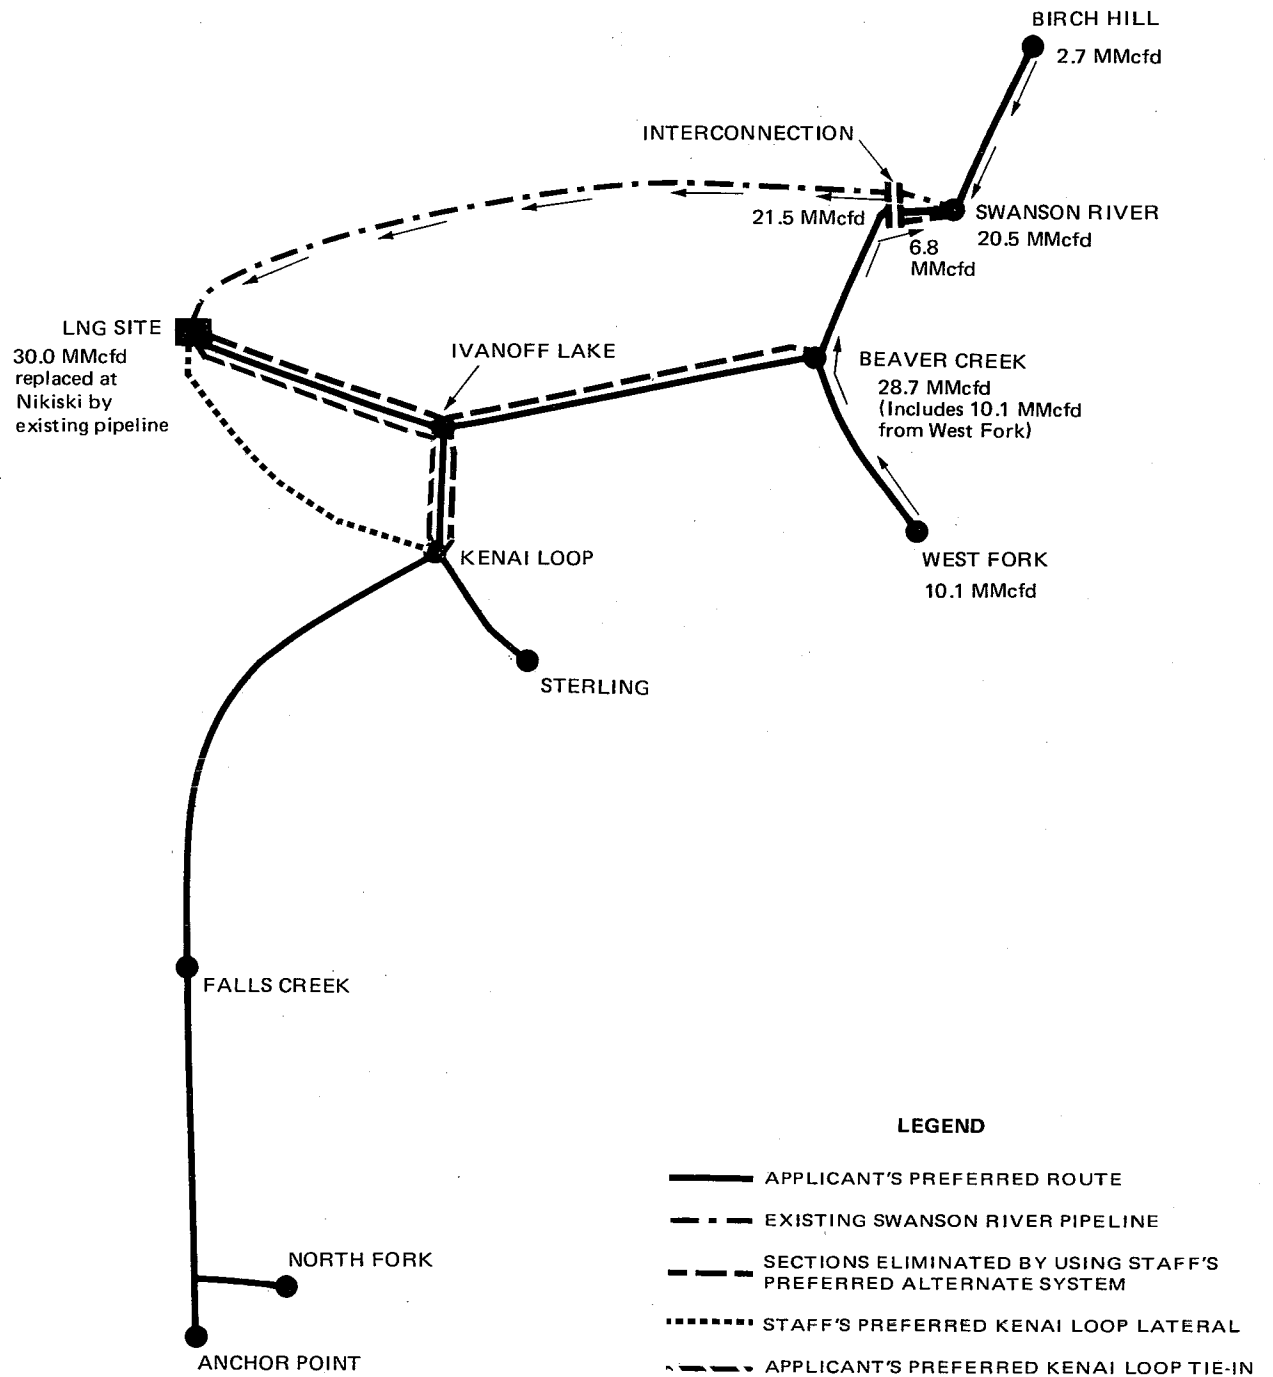 BIRCH HILL
2.7 MMcfd
INTERCONNECTION
21.5 MMcfd
SWANSON RIVER
20.5 MMcfd
6.8
MMcfd
LNG SITE
30.0 MMcfd
replaced at
Nikiski by
existing pipeline
IVANOFF LAKE
BEAVER CREEK
28.7 MMcfd
(Includes 10.1 MMcfd
from West Fork)
KENAI LOOP
WEST FORK
10.1 MMcfd
STERLING
FALLS CREEK
NORTH FORK
ANCHOR POINT
LEGEND
APPLICANT'S PREFERRED ROUTE
EXISTING SWANSON RIVER PIPELINE
SECTIONS ELIMINATED BY USING STAFF'S
PREFERRED ALTERNATE SYSTEM
STAFF'S PREFERRED KENAI LOOP LATERAL
APPLICANT'S PREFERRED KENAI LOOP TIE-IN